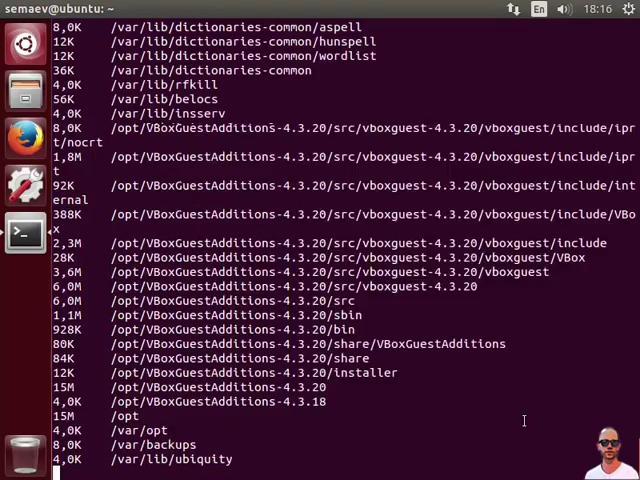 semaev@ubuntu: ~
En
18:16
8,0K /var/lib/dictionaries-common/aspell
12K /var/lib/dictionaries-common/hunspell
12K /var/lib/dictionaries-common/wordlist
36K /var/lib/dictionaries-common
4,0K /var/lib/rfkill
56K /var/lib/belocs
4,0K /var/lib/insserv
8,0K /opt/VBoxGuestAdditions-4.3.20/src/vboxguest-4.3.20/vboxguest/include/ipr
t/nocrt
1,8M /opt/VBoxGuestAdditions-4.3.20/src/vboxguest-4.3.20/vboxguest/include/ipr
t
92K /opt/VBoxGuestAdditions-4.3.20/src/vboxguest-4.3.20/vboxguest/include/int
ernal
388K /opt/VBoxGuestAdditions-4.3.20/src/vboxguest-4.3.20/vboxguest/include/VBo
x
2,3M /opt/VBoxGuestAdditions-4.3.20/src/vboxguest-4.3.20/vboxguest/include
28K /opt/VBoxGuestAdditions-4.3.20/src/vboxguest-4.3.20/vboxguest/VBox
3,6M /opt/VBoxGuestAdditions-4.3.20/src/vboxguest-4.3.20/vboxguest
6,0M /opt/VBoxGuestAdditions-4.3.20/src/vboxguest-4.3.20
6,0M /opt/VBoxGuestAdditions-4.3.20/src
1,1M /opt/VBoxGuestAdditions-4.3.20/sbin
928K /opt/VBoxGuestAdditions-4.3.20/bin
80K /opt/VBoxGuestAdditions-4.3.20/share/VBoxGuestAdditions
84K /opt/VBoxGuestAdditions-4.3.20/share
12K /opt/VBoxGuestAdditions-4.3.20/installer
15M /opt/VBoxGuestAdditions-4.3.20
4,0K /opt/VBoxGuestAdditions-4.3.18
15M /opt
4,0K /var/opt
8,0K /var/backups
4,0K /var/lib/ubiquity